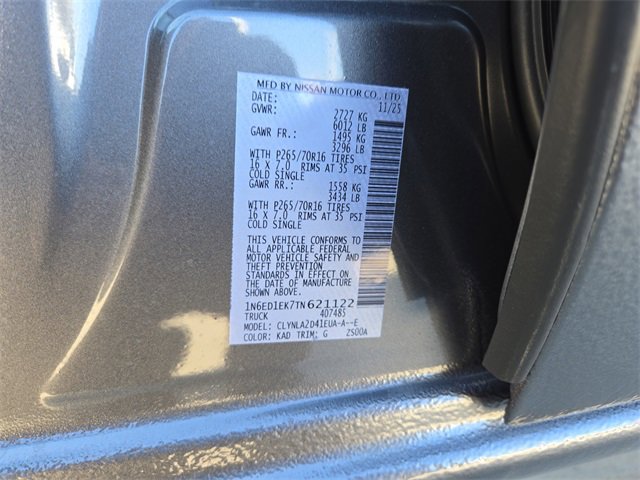 MFD BY NISSAN MOTOR CO., LTD.
DATE: 11/25
GVWR: 2727 KG
6012 LB
GAWR FR.: 1495 KG
3296 LB
WITH P265/70R16 TIRES
16 X 7.0 RIMS AT 35 PSI
COLD SINGLE
GAWR RR.: 1558 KG
3434 LB
WITH P265/70R16 TIRES
16 X 7.0 RIMS AT 35 PSI
COLD SINGLE
THIS VEHICLE CONFORMS TO
ALL APPLICABLE FEDERAL
MOTOR VEHICLE SAFETY AND
THEFT PREVENTION
STANDARDS IN EFFECT ON
THE DATE OF MANUFACTURE
1N6ED1EK7TN621122
TRUCK 407485
MODEL: CLYNLA2D41EUA-A--E
COLOR: KAD TRIM: G ZS00A